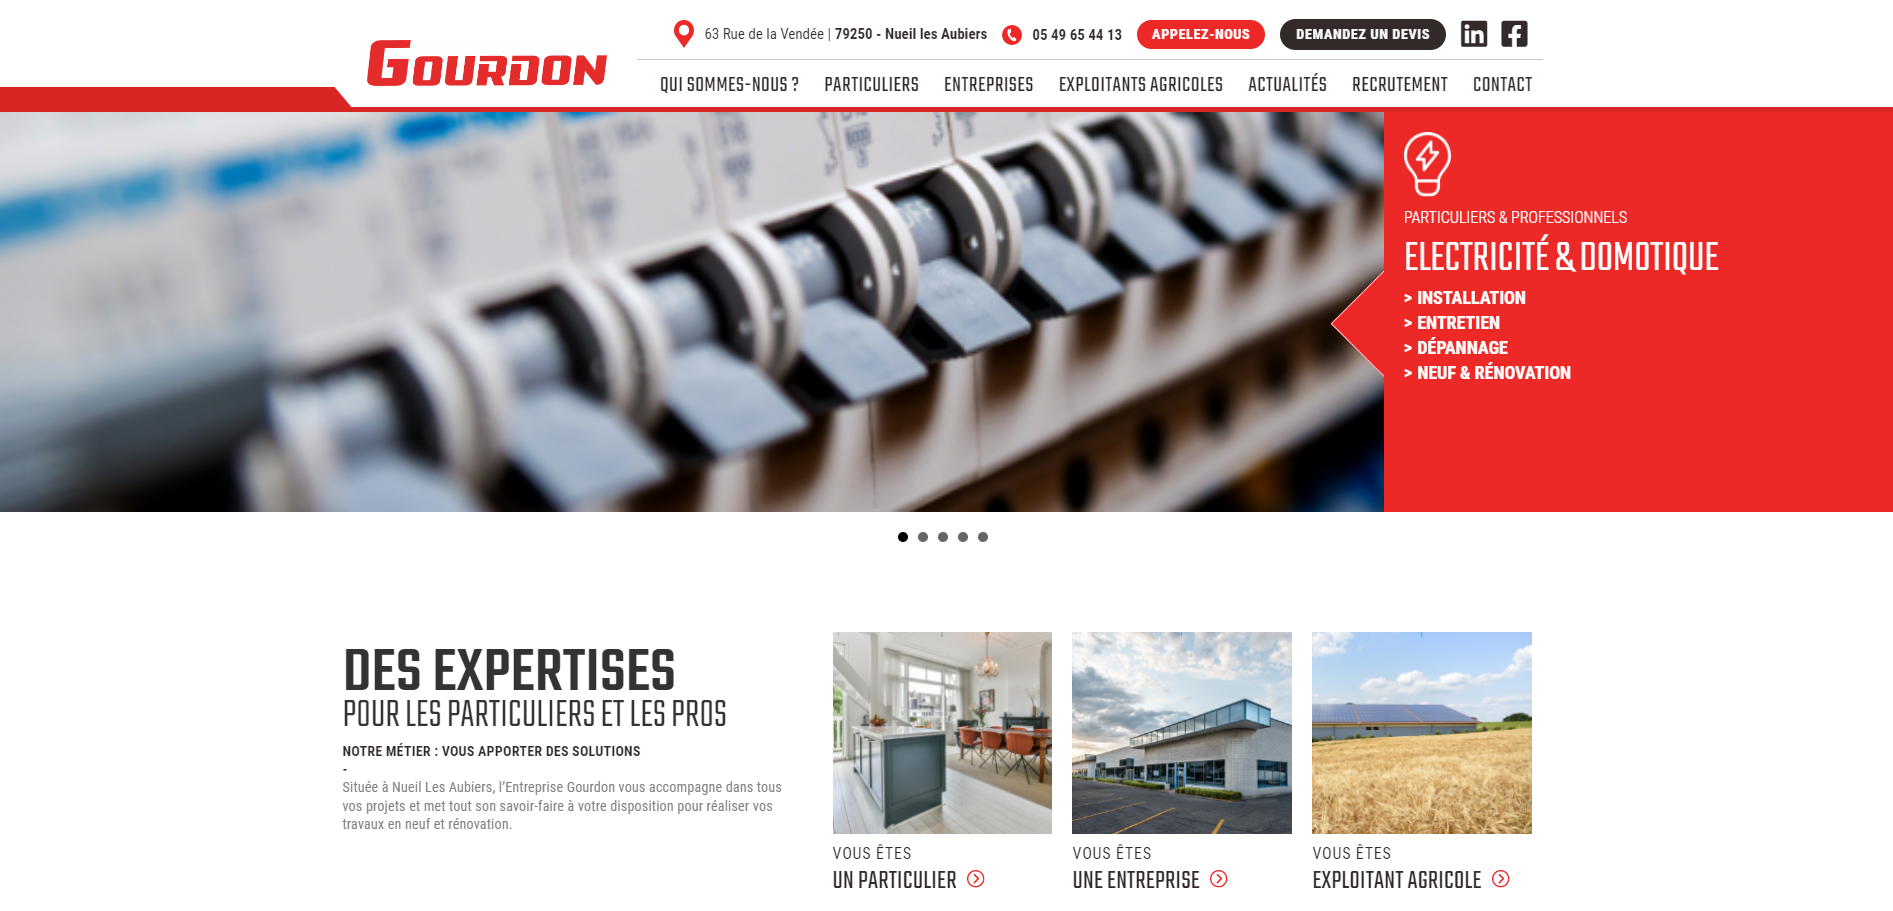 GOURDON
63 Rue de la Vendée | 79250 - Nueil les Aubiers
05 49 65 44 13
APPELEZ-NOUS
DEMANDEZ UN DEVIS
QUI SOMMES-NOUS ?
PARTICULIERS
ENTREPRISES
EXPLOITANTS AGRICOLES
ACTUALITÉS
RECRUTEMENT
CONTACT
PARTICULIERS & PROFESSIONNELS
ELECTRICITÉ & DOMOTIQUE
> INSTALLATION
> ENTRETIEN
> DÉPANNAGE
> NEUF & RÉNOVATION
DES EXPERTISES
POUR LES PARTICULIERS ET LES PROS
NOTRE MÉTIER : VOUS APPORTER DES SOLUTIONS
-
Située à Nueil Les Aubiers, l'Entreprise Gourdon vous accompagne dans tous
vos projets et met tout son savoir-faire à votre disposition pour réaliser vos
travaux en neuf et rénovation.
VOUS ÊTES
UN PARTICULIER
VOUS ÊTES
UNE ENTREPRISE
VOUS ÊTES
EXPLOITANT AGRICOLE